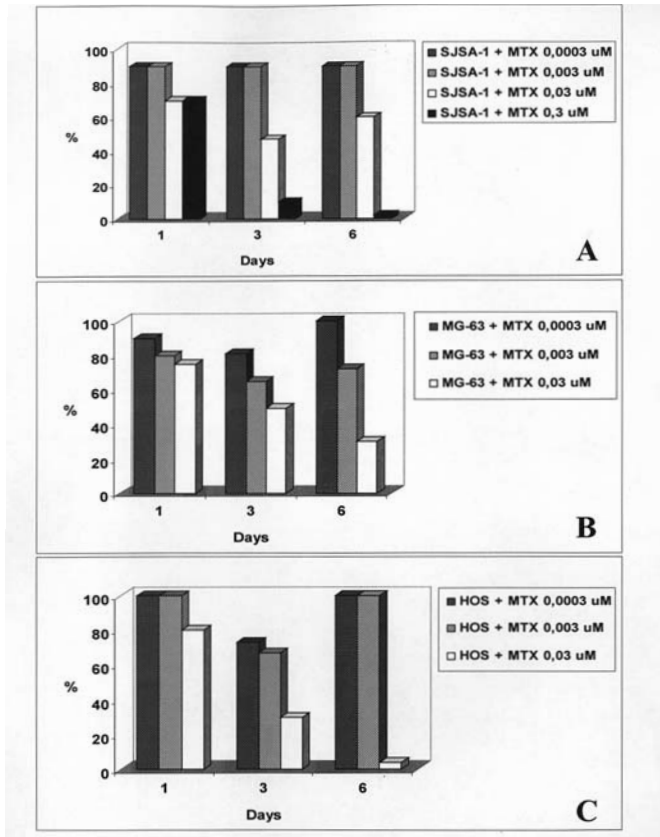 100
80
60
40
20
0
%
1 3 6
Days
SJSA-1 + MTX 0,0003 uM
SJSA-1 + MTX 0,003 uM
SJSA-1 + MTX 0,03 uM
SJSA-1 + MTX 0,3 uM
A
100
80
60
40
20
0
%
1 3 6
Days
MG-63 + MTX 0,0003 uM
MG-63 + MTX 0,003 uM
MG-63 + MTX 0,03 uM
B
100
80
60
40
20
0
%
1 3 6
Days
HOS + MTX 0,0003 uM
HOS + MTX 0,003 uM
HOS + MTX 0,03 uM
C